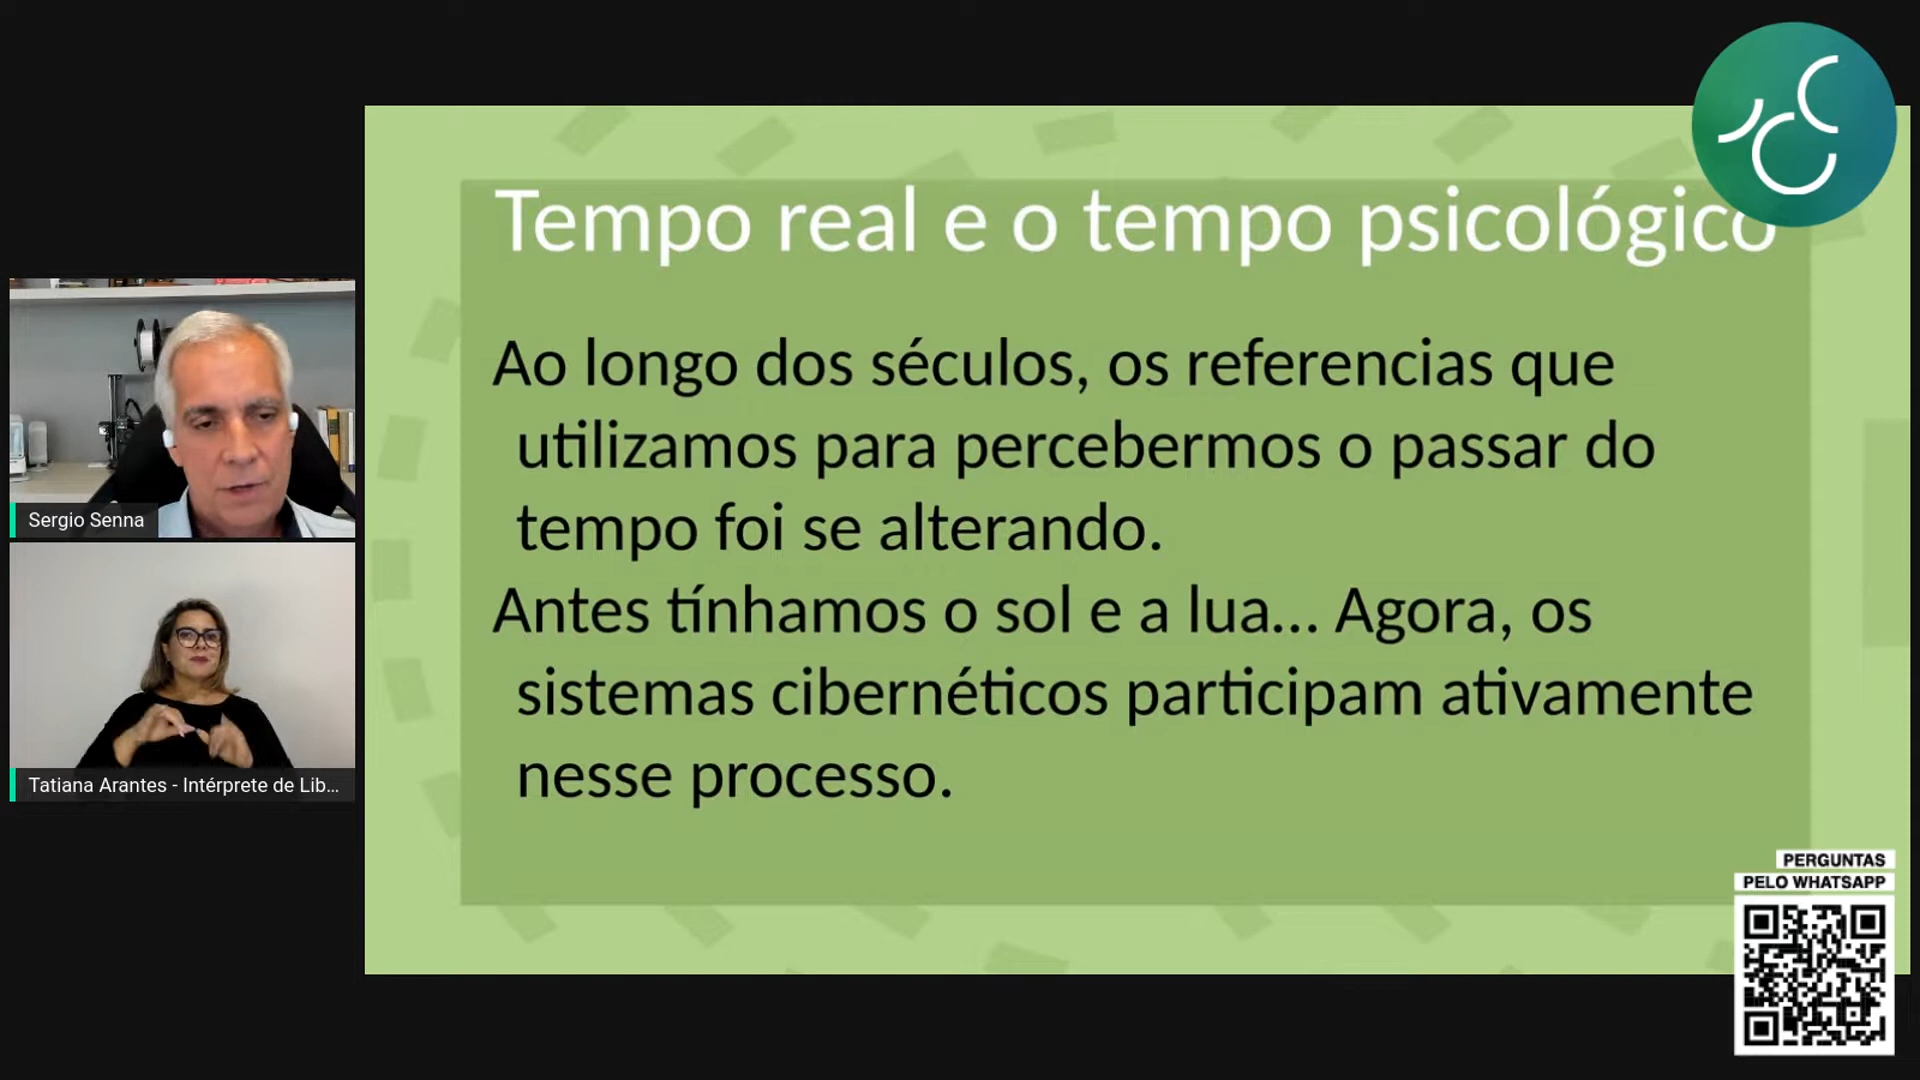 Tempo real e o tempo psicológico
Ao longo dos séculos, os referencias que
utilizamos para percebermos o passar do
tempo foi se alterando.
Antes tínhamos o sol e a lua... Agora, os
sistemas cibernéticos participam ativamente
nesse processo.
Sergio Senna
Tatiana Arantes - Intérprete de Lib...
PERGUNTAS
PELO WHATSAPP